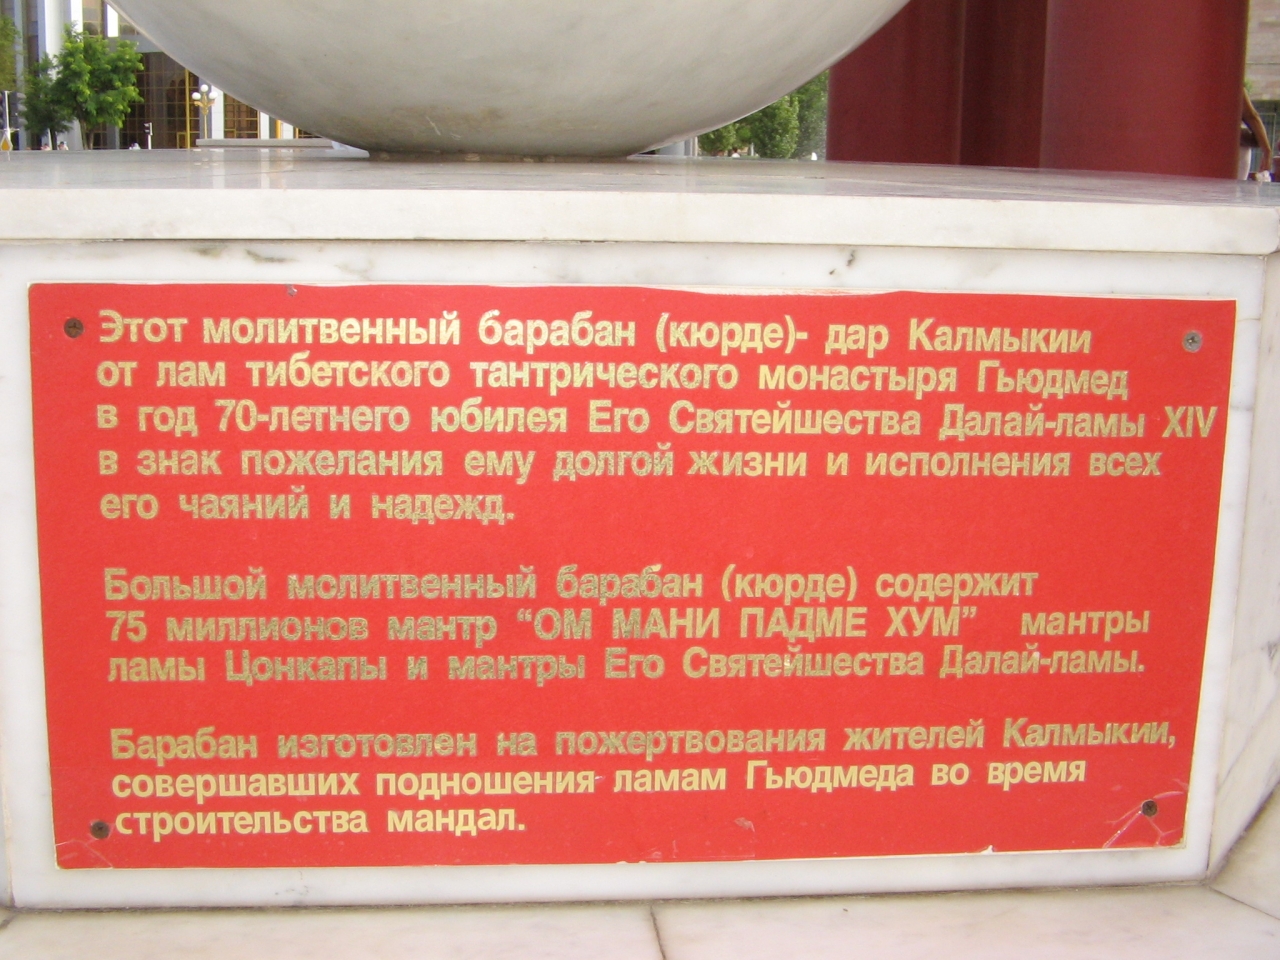 Этот молитвенный барабан (кюрде)- дар Калмыкии
от лам тибетского тантрического монастыря Гьюдмед
в год 70-летнего юбилея Его Святейшества Далай-ламы XIV
в знак пожелания ему долгой жизни и исполнения всех
его чаяний и надежд.
Большой молитвенный барабан (кюрде) содержит
75 миллионов мантр “ОМ МАНИ ПАДМЕ ХУМ” мантры
ламы Цонкапы и мантры Его Святейшества Далай-ламы.
Барабан изготовлен на пожертвования жителей Калмыкии,
совершавших подношения ламам Гьюдмеда во время
строительства мандал.